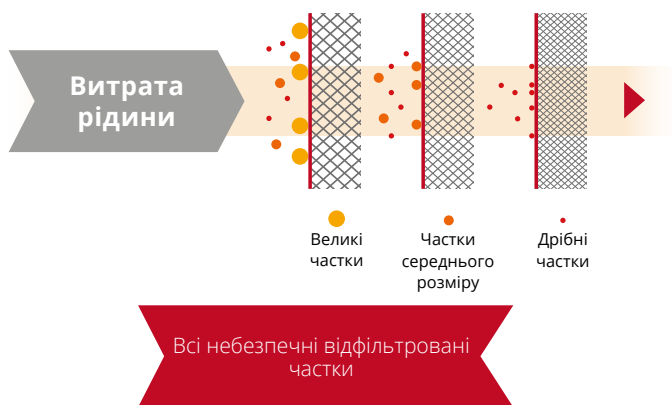 Витрата
рідини
Великі
частки
Частки
середнього
розміру
Дрібні
частки
Всі небезпечні відфільтровані
частки